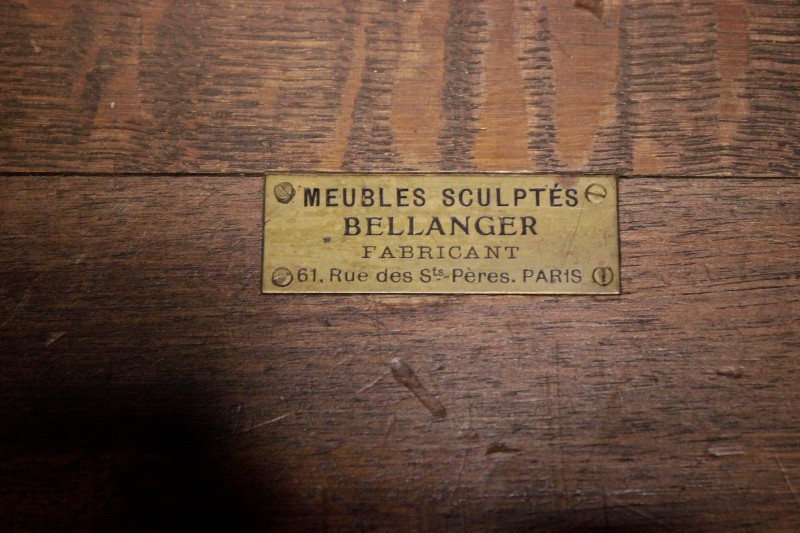 MEUBLES SCULPTÉS
BELLANGER
FABRICANT
61. Rue des Sts-Pères. PARIS